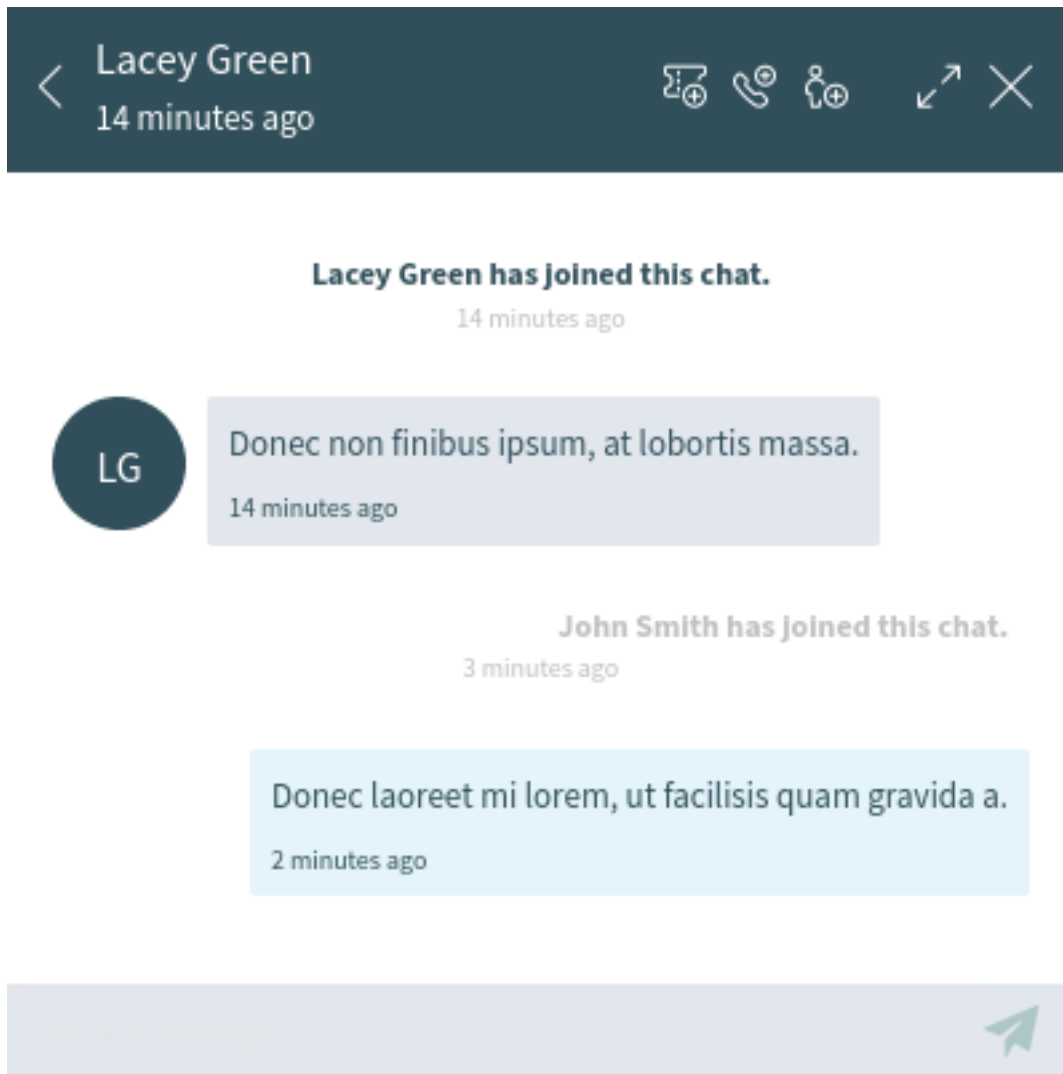 Lacey Green
14 minutes ago
Lacey Green has joined this chat.
14 minutes ago
LG
Donec non finibus ipsum, at lobortis massa.
14 minutes ago
John Smith has joined this chat.
3 minutes ago
Donec laoreet mi lorem, ut facilisis quam gravida a.
2 minutes ago